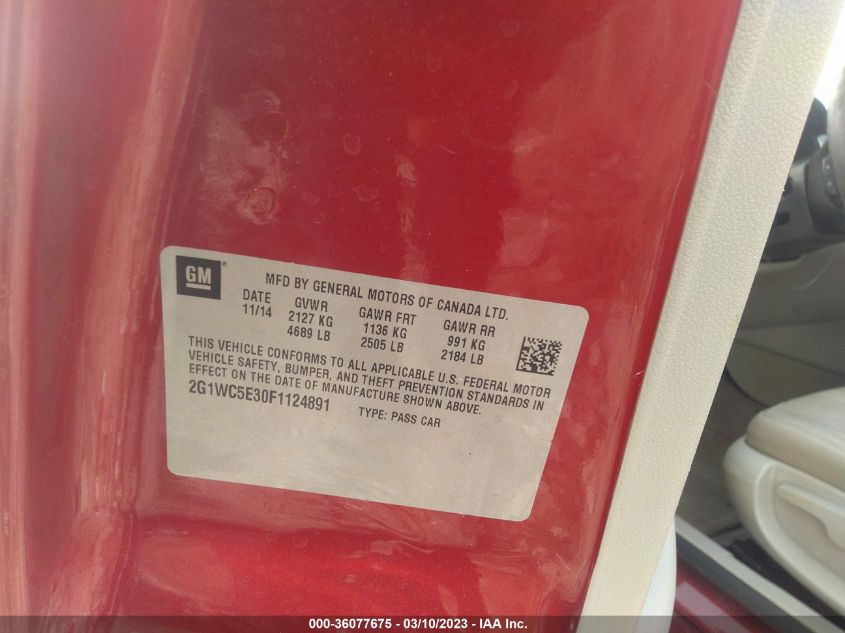 GM®
MFD BY GENERAL MOTORS OF CANADA LTD.
DATE GVWR GAWR FRT GAWR RR
11/14 2127 KG 1136 KG 991 KG
4689 LB 2505 LB 2184 LB
THIS VEHICLE CONFORMS TO ALL APPLICABLE U.S. FEDERAL MOTOR
VEHICLE SAFETY, BUMPER, AND THEFT PREVENTION STANDARDS IN
EFFECT ON THE DATE OF MANUFACTURE SHOWN ABOVE.
2G1WC5E30F1124891 TYPE: PASS CAR
000-36077675 - 03/10/2023 - IAA Inc.